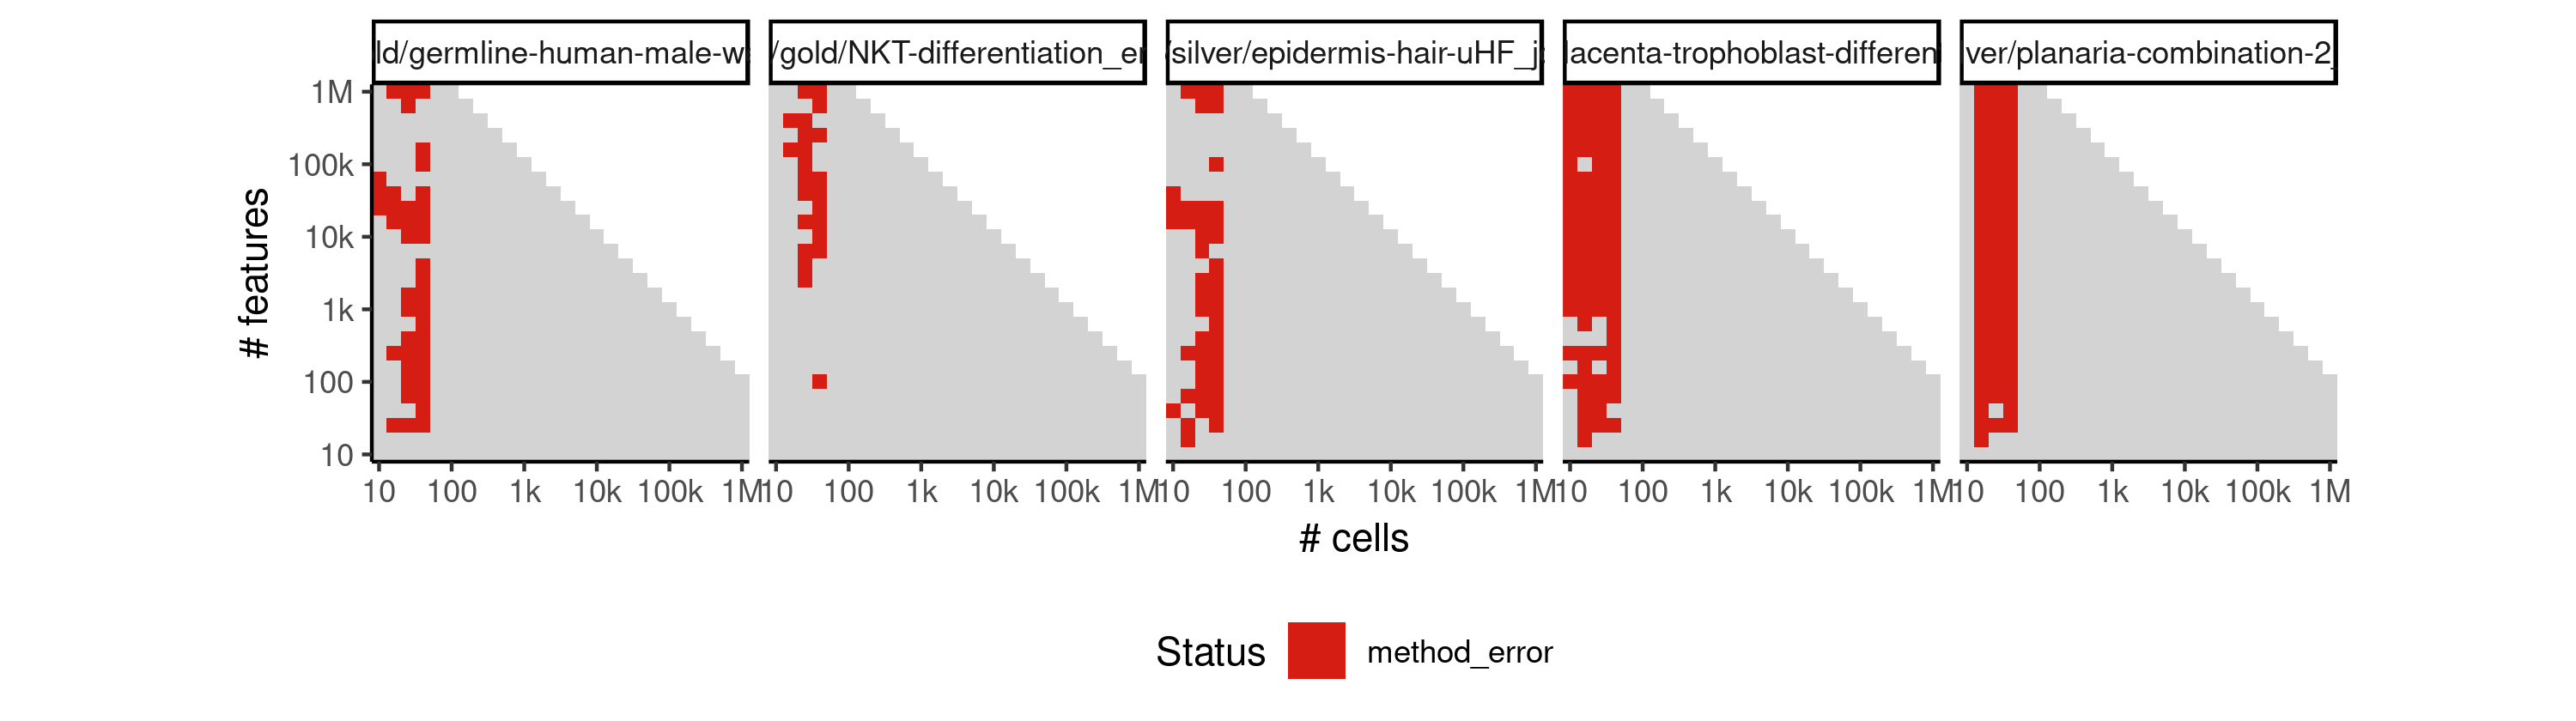 ld/germline-human-male-w
/gold/NKT-differentiation_er
/silver/epidermis-hair-uHF_j
lacenta-trophoblast-differen
ver/planaria-combination-2_
# features
1M
100k
10k
1k
100
10
10 100 1k 10k 100k 1M
10 100 1k 10k 100k 1M
10 100 1k 10k 100k 1M
10 100 1k 10k 100k 1M
10 100 1k 10k 100k 1M
# cells
Status method_error